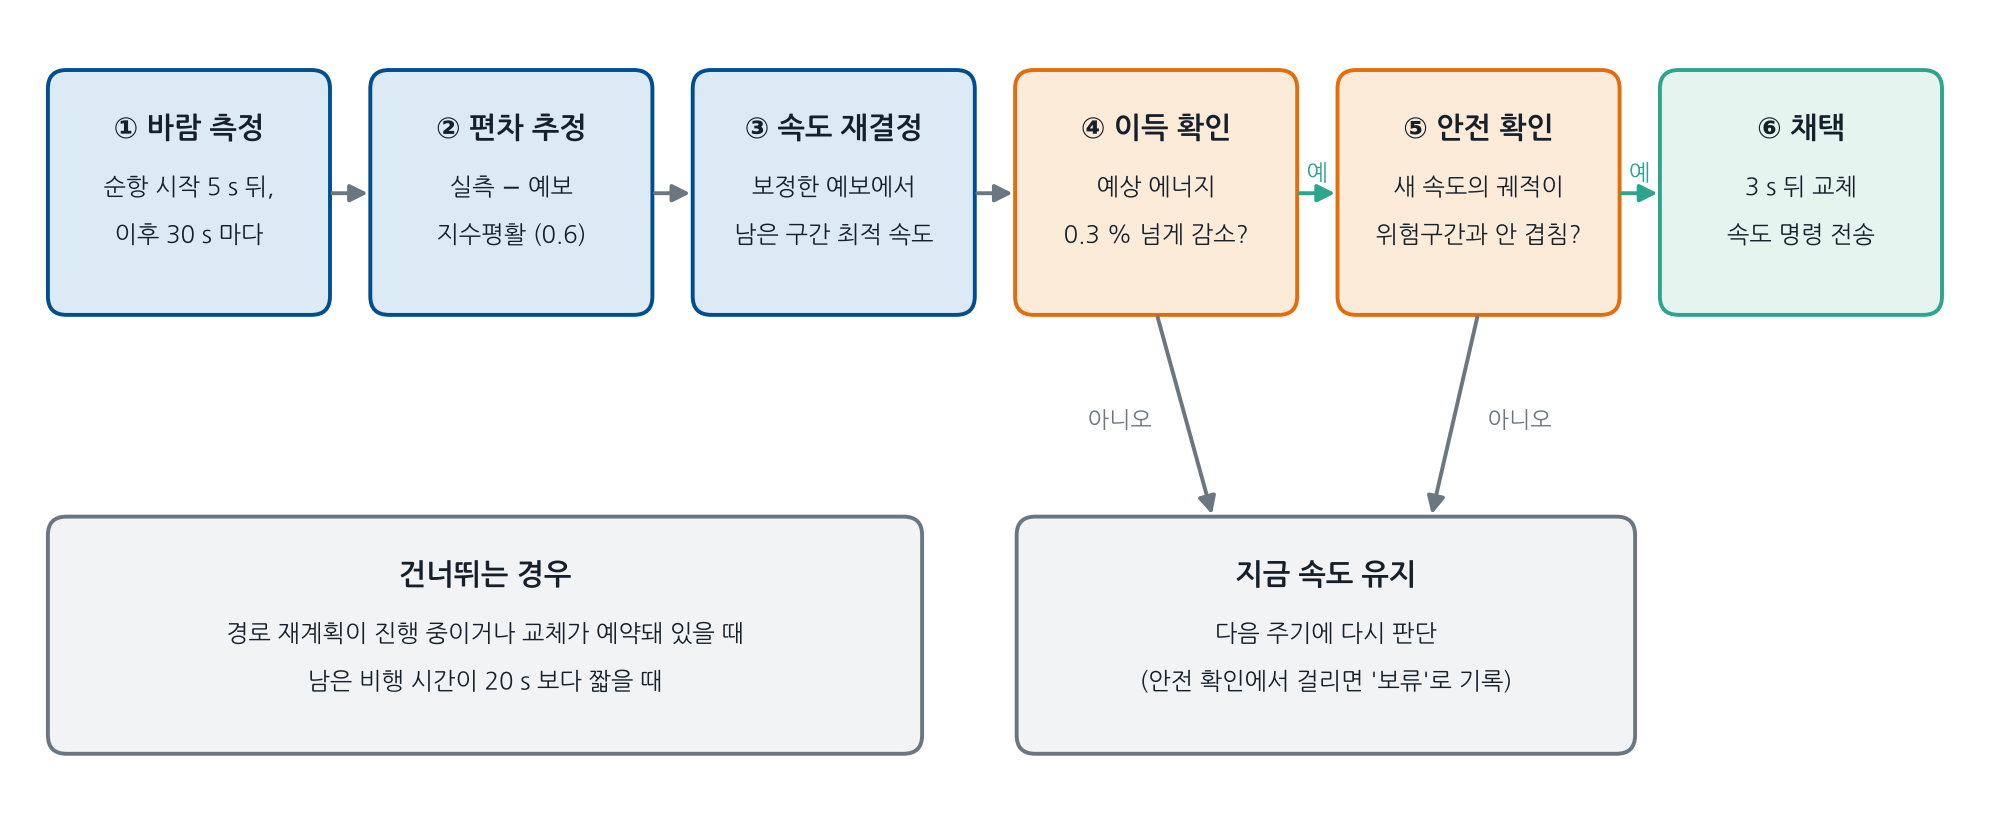 ① 바람 측정
순항 시작 5 s 뒤,
이후 30 s 마다
② 편차 추정
실측 − 예보
지수평활 (0.6)
③ 속도 재결정
보정한 예보에서
남은 구간 최적 속도
④ 이득 확인
예상 에너지
0.3 % 넘게 감소?
예
⑤ 안전 확인
새 속도의 궤적이
위험구간과 안 겹침?
예
⑥ 채택
3 s 뒤 교체
속도 명령 전송
아니오
아니오
건너뛰는 경우
경로 재계획이 진행 중이거나 교체가 예약돼 있을 때
남은 비행 시간이 20 s 보다 짧을 때
지금 속도 유지
다음 주기에 다시 판단
(안전 확인에서 걸리면 '보류'로 기록)